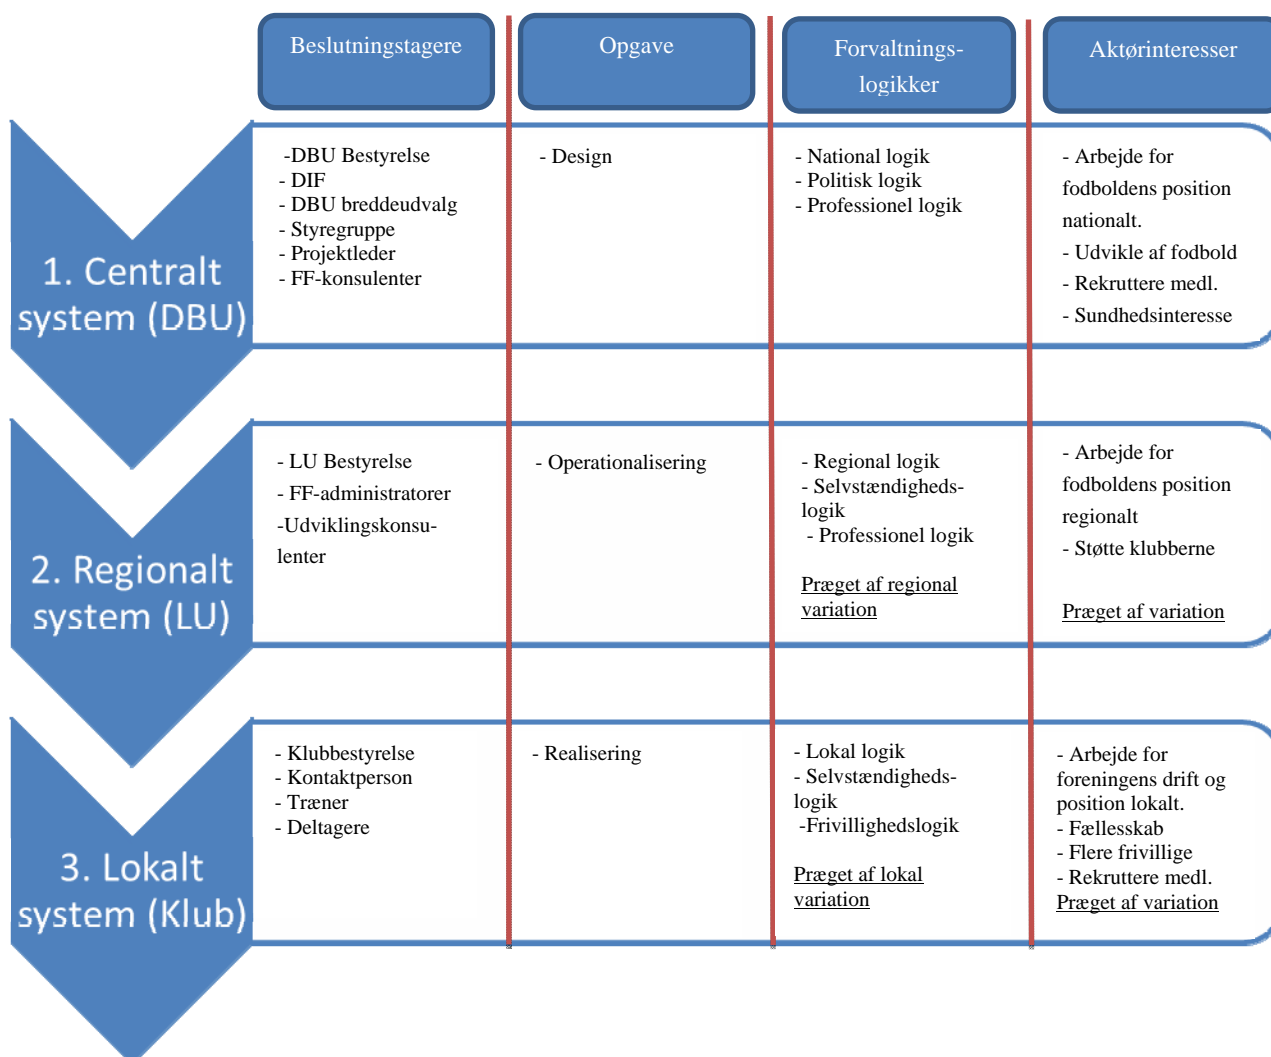 Beslutningstagere
Opgave
Forvaltnings-
logikker
Aktørinteresser
1. Centralt
system (DBU)
-DBU Bestyrelse
- DIF
- DBU breddeudvalg
- Styregruppe
- Projektleder
- FF-konsulenter
- Design
- National logik
- Politisk logik
- Professionel logik
- Arbejde for
fodboldens position
nationalt.
- Udvikle af fodbold
- Rekruttere medl.
- Sundhedsinteresse
2. Regionalt
system (LU)
- LU Bestyrelse
- FF-administratorer
-Udviklingskonsu-
lenter
- Operationalisering
- Regional logik
- Selvstændigheds-
logik
- Professionel logik
Præget af regional
variation
- Arbejde for
fodboldens position
regionalt
- Støtte klubberne
Præget af variation
3. Lokalt
system (Klub)
- Klubbestyrelse
- Kontaktperson
- Træner
- Deltagere
- Realisering
- Lokal logik
- Selvstændigheds-
logik
-Frivillighedslogik
Præget af lokal
variation
- Arbejde for
foreningens drift og
position lokalt.
- Fællesskab
- Flere frivillige
- Rekruttere medl.
Præget af variation